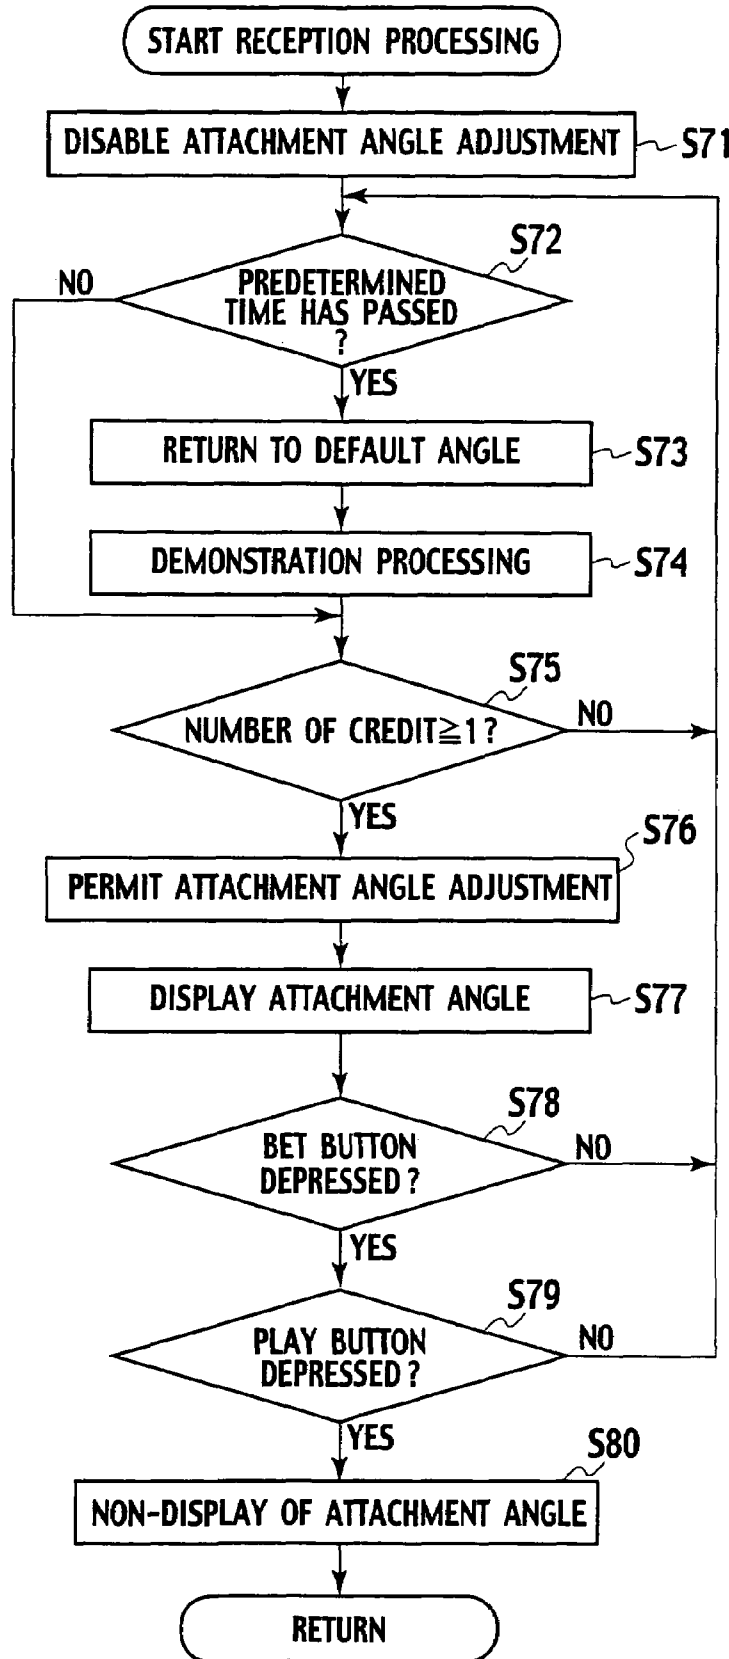 START RECEPTION PROCESSING
DISABLE ATTACHMENT ANGLE ADJUSTMENT
S71
S72
NO
PREDETERMINED
TIME HAS PASSED
?
YES
RETURN TO DEFAULT ANGLE
S73
DEMONSTRATION PROCESSING
S74
S75
NUMBER OF CREDIT≧1?
NO
YES
S76
PERMIT ATTACHMENT ANGLE ADJUSTMENT
DISPLAY ATTACHMENT ANGLE
S77
S78
BET BUTTON
DEPRESSED?
NO
YES
S79
PLAY BUTTON
DEPRESSED?
NO
YES
S80
NON-DISPLAY OF ATTACHMENT ANGLE
RETURN